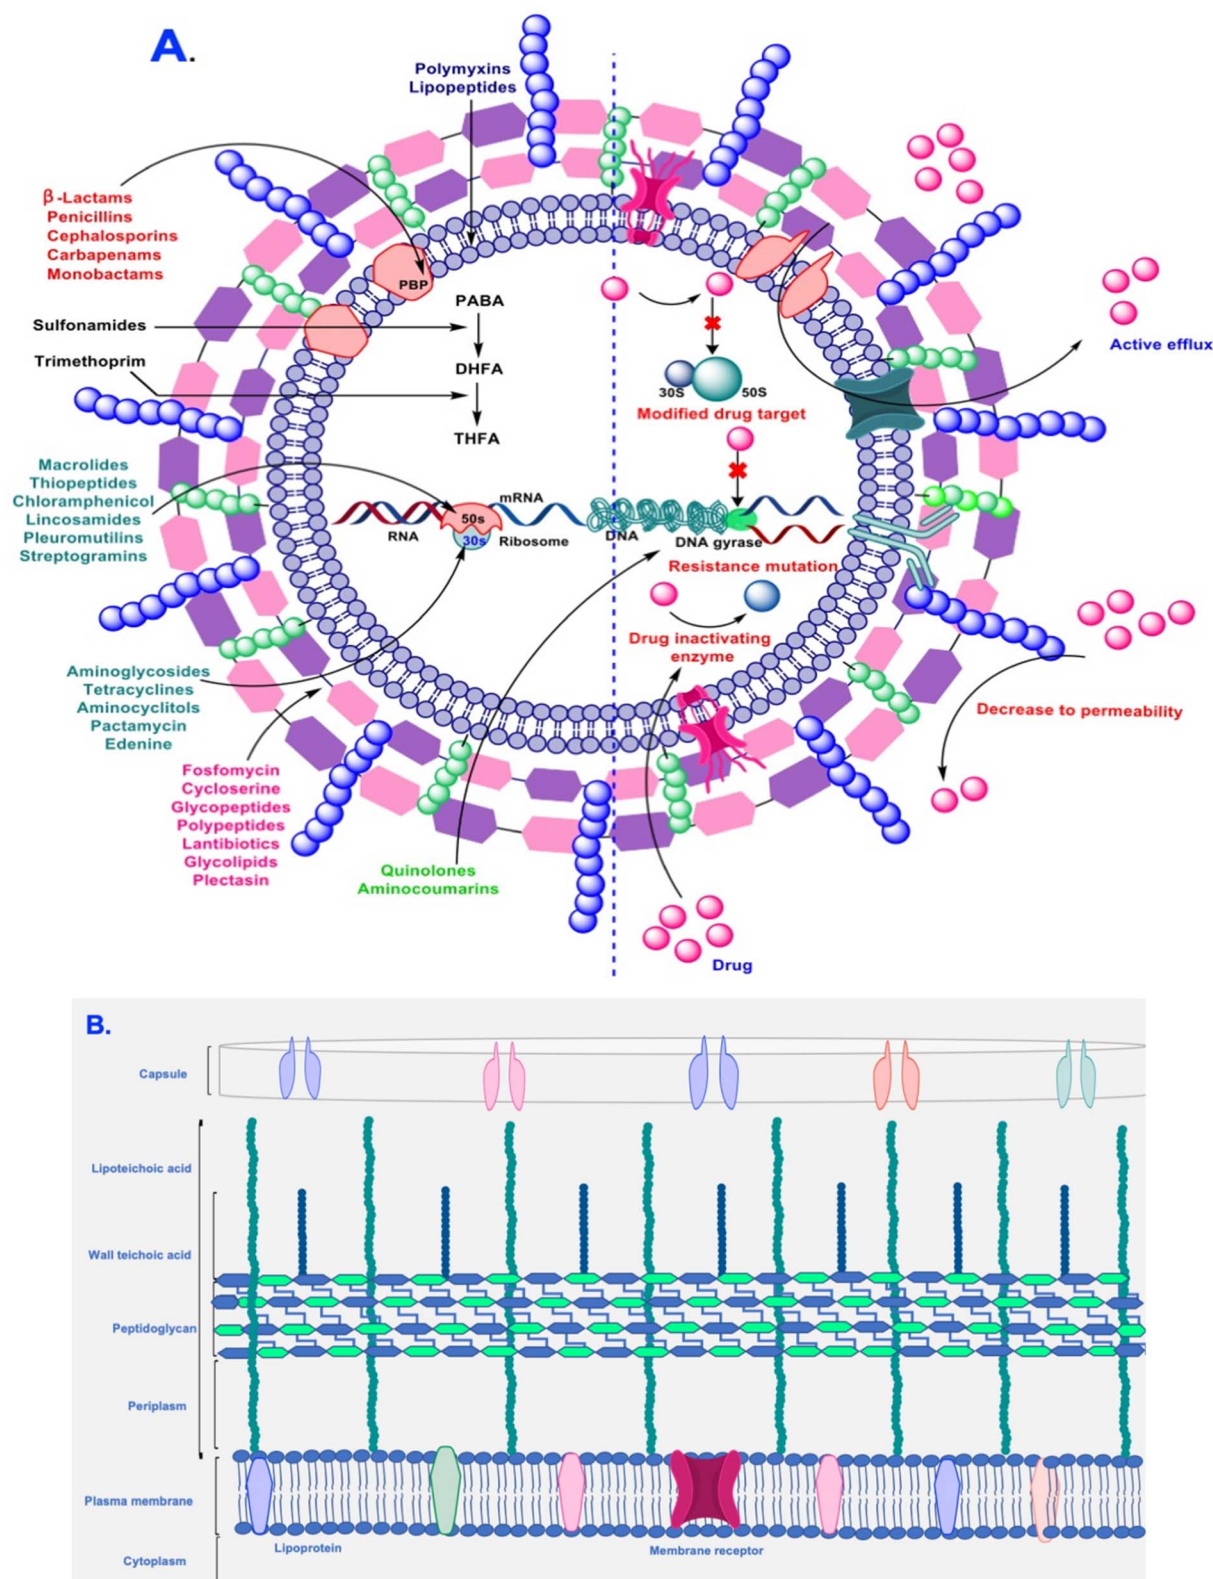 A.
Polymyxins
Lipopeptides
β-Lactams
Penicillins
Cephalosporins
Carbapenams
Monobactams
PBP
Sulfonamides
Trimethoprim
PABA
DHFA
THFA
Macrolides
Thiopeptides
Chloramphenicol
Lincosamides
Pleuromutilins
Streptogramins
mRNA
50s
30s
RNA
Ribosome
DNA
DNA gyrase
Aminoglycosides
Tetracyclines
Aminocyclitols
Pactamycin
Edenine
Fosfomycin
Cycloserine
Glycopeptides
Polypeptides
Lantibiotics
Glycolipids
Plectasin
Quinolones
Aminocoumarins
30S
50S
Modified drug target
Resistance mutation
Drug inactivating
enzyme
Active efflux
Decrease to permeability
Drug
B.
Capsule
Lipoteichoic acid
Wall teichoic acid
Peptidoglycan
Periplasm
Plasma membrane
Lipoprotein
Membrane receptor
Cytoplasm